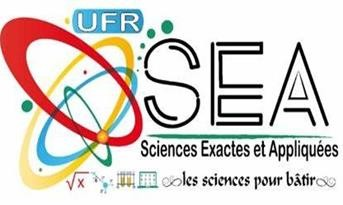 UFR
SEA
Sciences Exactes et Appliquées
√x les sciences pour bâtir